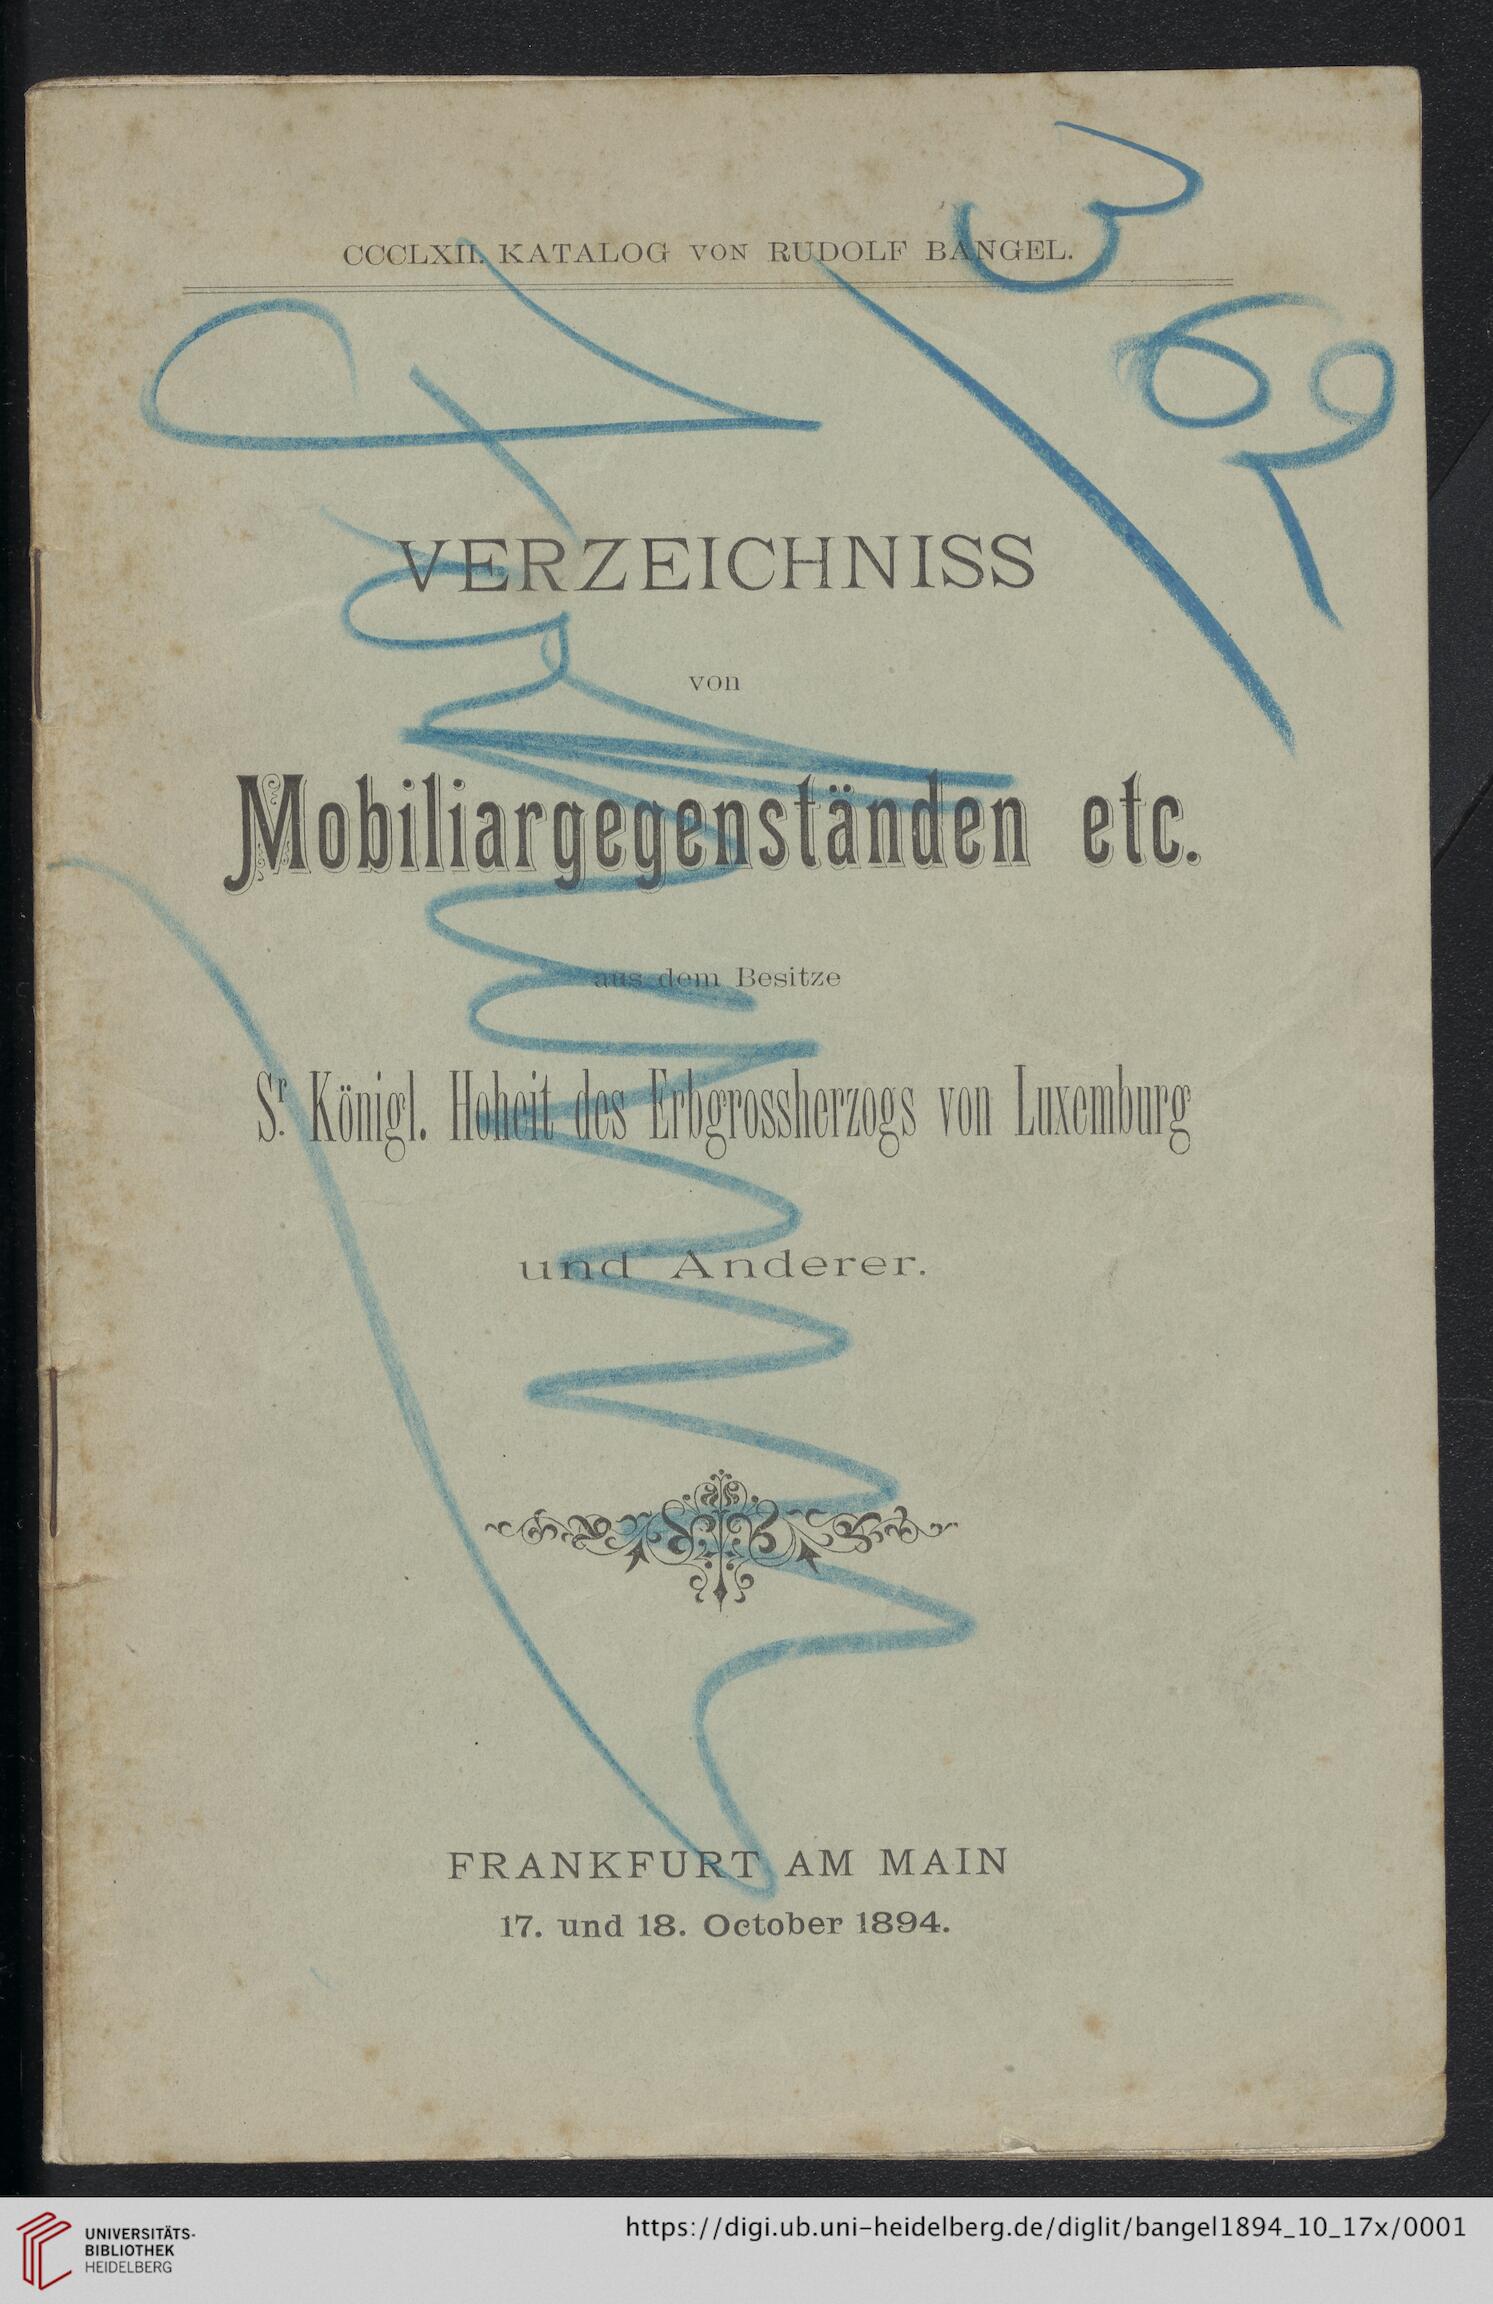 CCCLXII. KATALOG VON RUDOLF BANGEL.
VERZEICHNISS
von
Mobiliargegenständen etc.
aus dem Besitze
Sr. Königl. Hoheit des Erbgrossherzogs von Luxemburg
und Anderer.
FRANKFURT AM MAIN
17. und 18. October 1894.
UNIVERSITÄTS-
BIBLIOTHEK
HEIDELBERG
https://digi.ub.uni-heidelberg.de/diglit/bangel1894_10_17x/0001